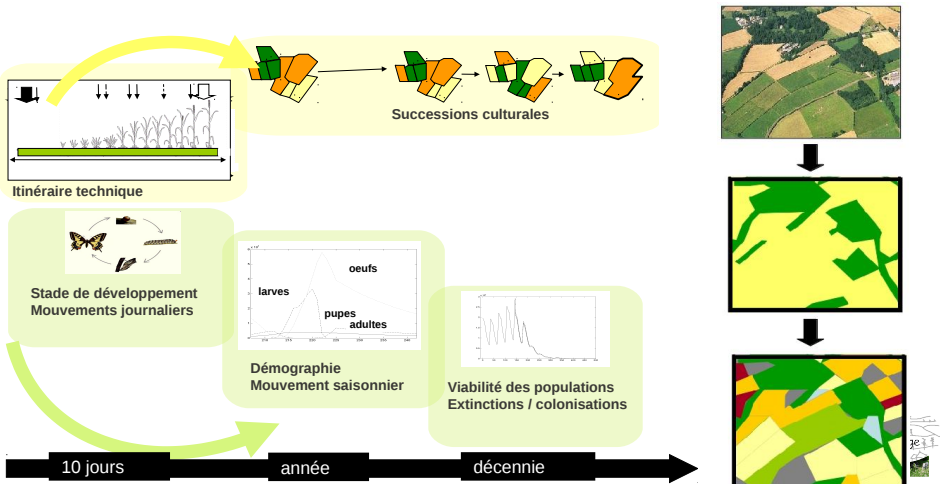 Successions culturales
Itinéraire technique
Stade de développement
Mouvements journaliers
oeufs
larves
pupes
adultes
Démographie
Mouvement saisonnier
Viabilité des populations
Extinctions / colonisations
ge
10 jours
année
décennie